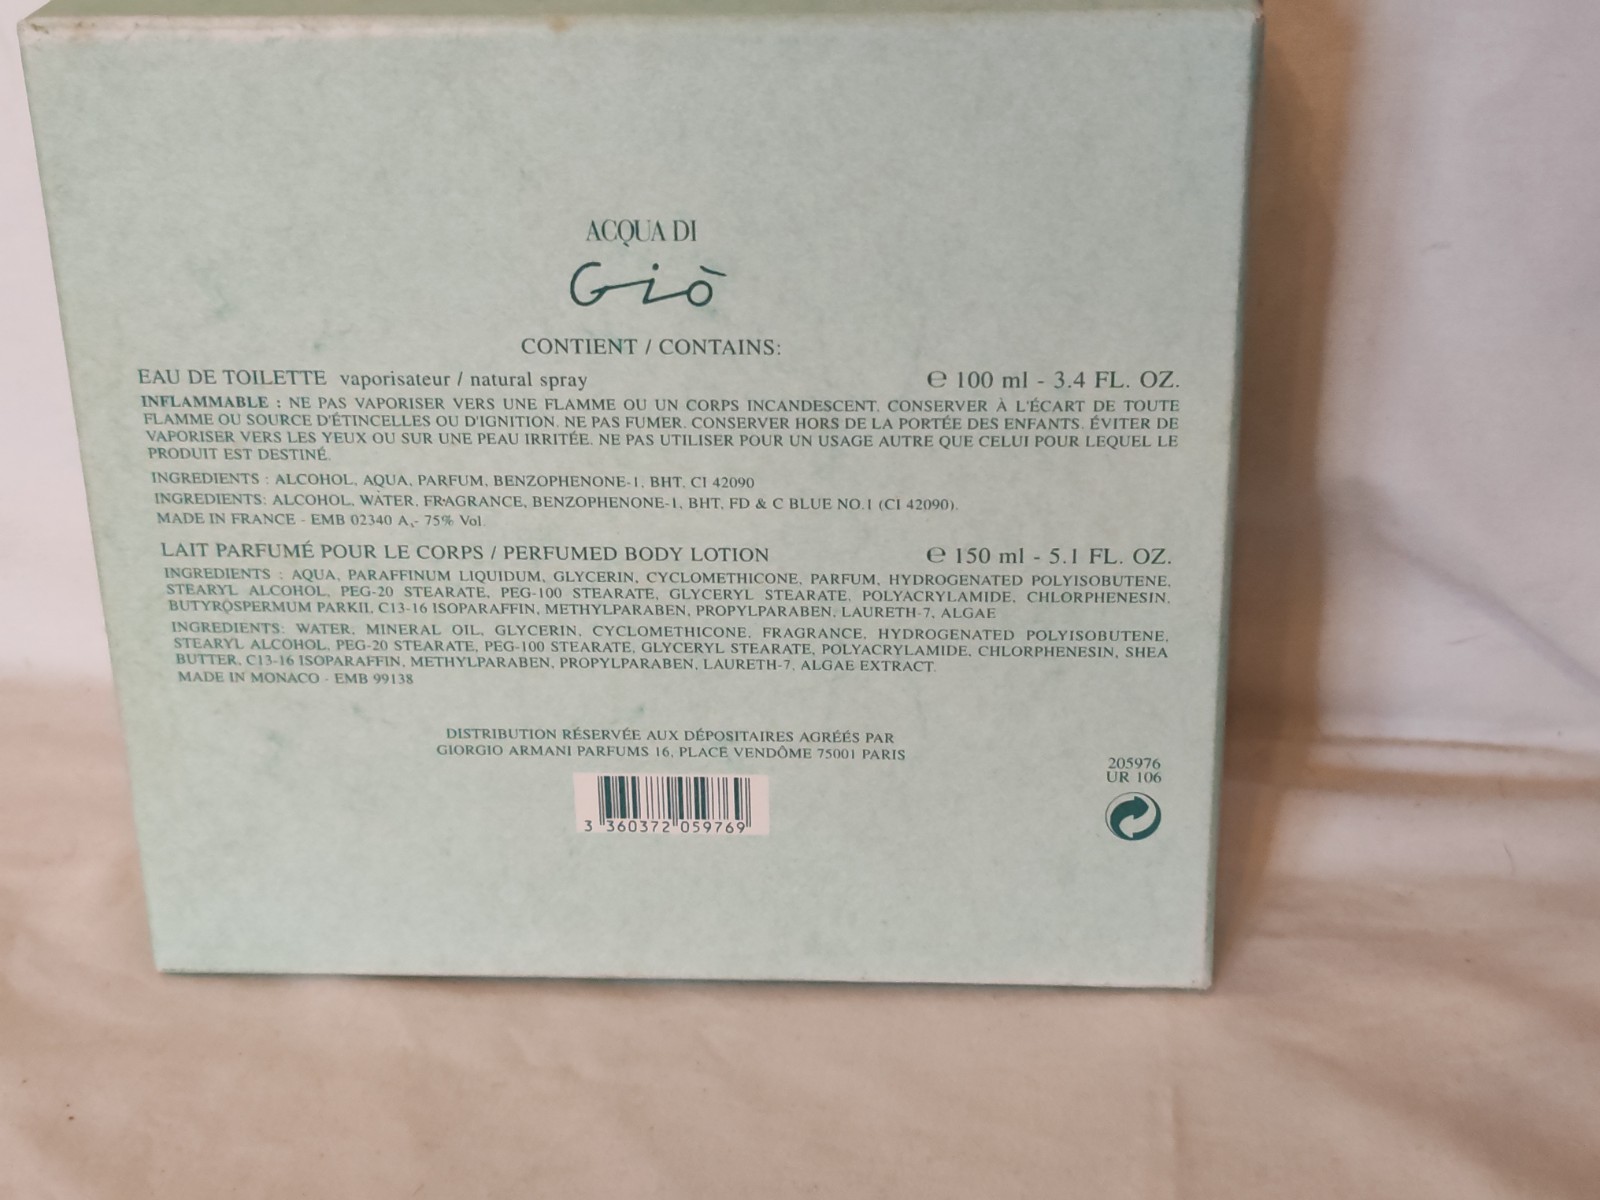 ACQUA DI
Giò
CONTIENT / CONTAINS:
EAU DE TOILETTE vaporisateur / natural spray ℮ 100 ml - 3.4 FL. OZ.
INFLAMMABLE : NE PAS VAPORISER VERS UNE FLAMME OU UN CORPS INCANDESCENT. CONSERVER À L'ÉCART DE TOUTE
FLAMME OU SOURCE D'ÉTINCELLES OU D'IGNITION. NE PAS FUMER. CONSERVER HORS DE LA PORTÉE DES ENFANTS. ÉVITER DE
VAPORISER VERS LES YEUX OU SUR UNE PEAU IRRITÉE. NE PAS UTILISER POUR UN USAGE AUTRE QUE CELUI POUR LEQUEL LE
PRODUIT EST DESTINÉ.
INGREDIENTS : ALCOHOL, AQUA, PARFUM, BENZOPHENONE-1, BHT, CI 42090
INGREDIENTS: ALCOHOL, WATER, FRAGRANCE, BENZOPHENONE-1, BHT, FD & C BLUE NO.1 (CI 42090).
MADE IN FRANCE - EMB 02340 A,- 75% Vol.
LAIT PARFUMÉ POUR LE CORPS / PERFUMED BODY LOTION ℮ 150 ml - 5.1 FL. OZ.
INGREDIENTS : AQUA, PARAFFINUM LIQUIDUM, GLYCERIN, CYCLOMETHICONE, PARFUM, HYDROGENATED POLYISOBUTENE,
STEARYL ALCOHOL, PEG-20 STEARATE, PEG-100 STEARATE, GLYCERYL STEARATE, POLYACRYLAMIDE, CHLORPHENESIN,
BUTYROSPERMUM PARKII, C13-16 ISOPARAFFIN, METHYLPARABEN, PROPYLPARABEN, LAURETH-7, ALGAE
INGREDIENTS: WATER, MINERAL OIL, GLYCERIN, CYCLOMETHICONE, FRAGRANCE, HYDROGENATED POLYISOBUTENE,
STEARYL ALCOHOL, PEG-20 STEARATE, PEG-100 STEARATE, GLYCERYL STEARATE, POLYACRYLAMIDE, CHLORPHENESIN, SHEA
BUTTER, C13-16 ISOPARAFFIN, METHYLPARABEN, PROPYLPARABEN, LAURETH-7, ALGAE EXTRACT.
MADE IN MONACO - EMB 99138
DISTRIBUTION RÉSERVÉE AUX DÉPOSITAIRES AGRÉÉS PAR
GIORGIO ARMANI PARFUMS 16, PLACE VENDÔME 75001 PARIS
205976
UR 106
3 360372 059769